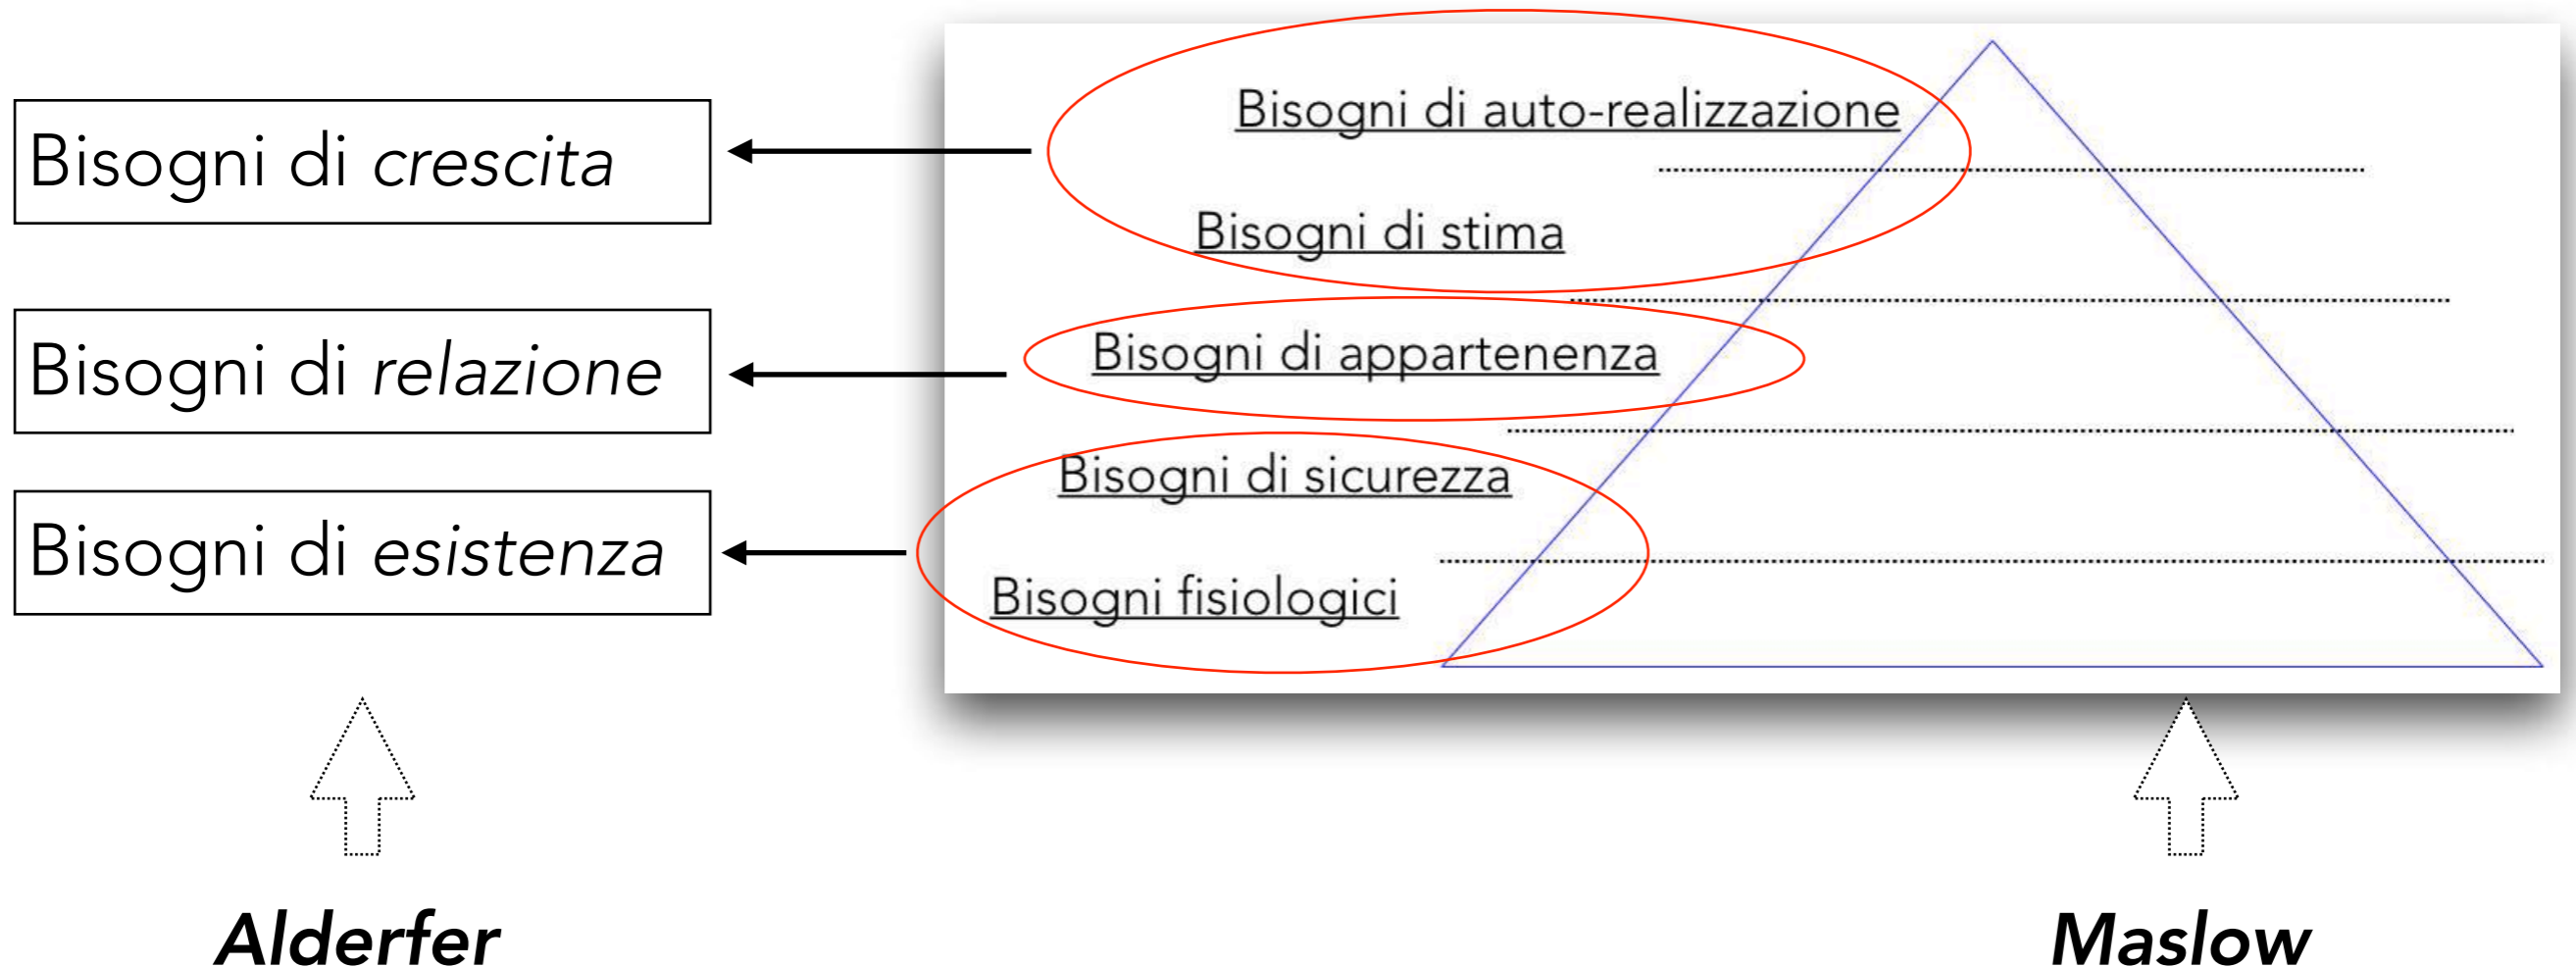 Bisogni di crescita
Bisogni di relazione
Bisogni di esistenza
Bisogni di auto-realizzazione
Bisogni di stima
Bisogni di appartenenza
Bisogni di sicurezza
Bisogni fisiologici
Alderfer
Maslow